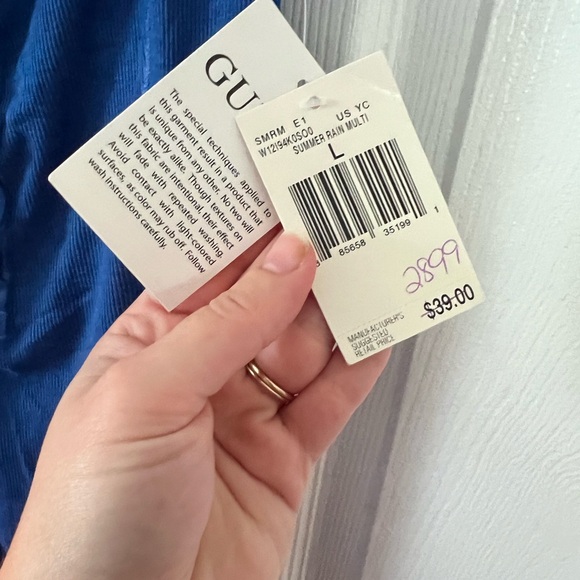 GU
The special techniques applied to
this garment result in a product that
is unique from any other. No two will
be exactly alike. Though textures on
this fabric are intentional, their effect
will fade with repeated washing.
Avoid contact with light-colored
surfaces, as color may rub off. Follow
wash instructions carefully.
SMRM E1 US YC
W12I94K0SO0
SUMMER RAIN MULTI
L
85658 35199 1
2899
$39.00
MANUFACTURER'S
SUGGESTED
RETAIL PRICE